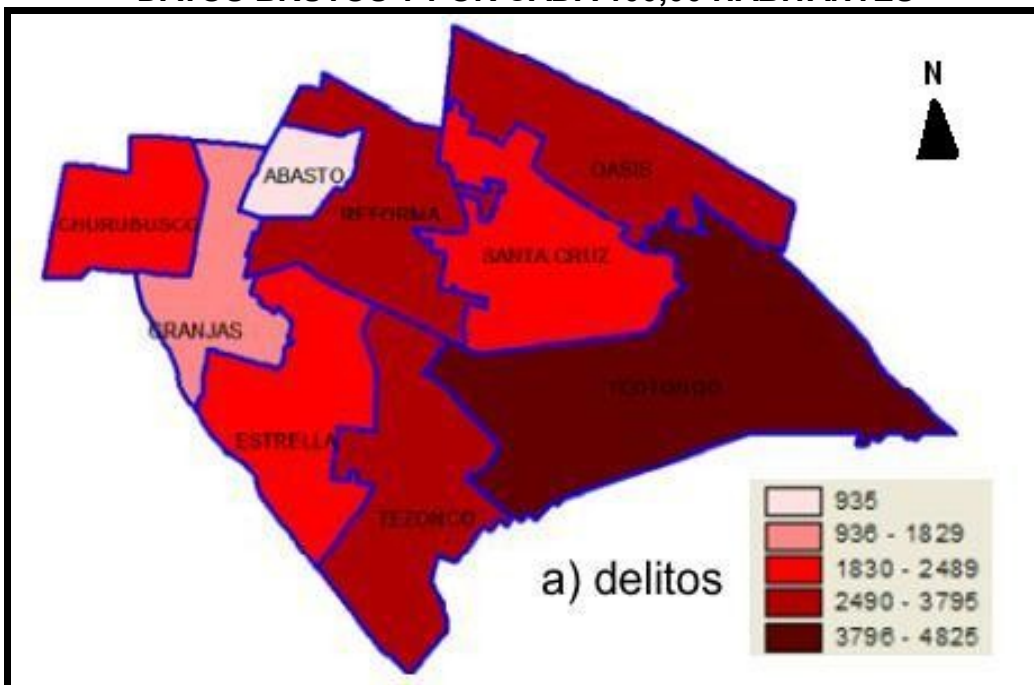 N
OASIS
ABASTO
CHURUBUSCO
REFORMA
SANTA CRUZ
GRANJAS
TEOTONGO
ESTRELLA
TEZONCO
a) delitos
935
936 - 1829
1830 - 2489
2490 - 3795
3796 - 4825